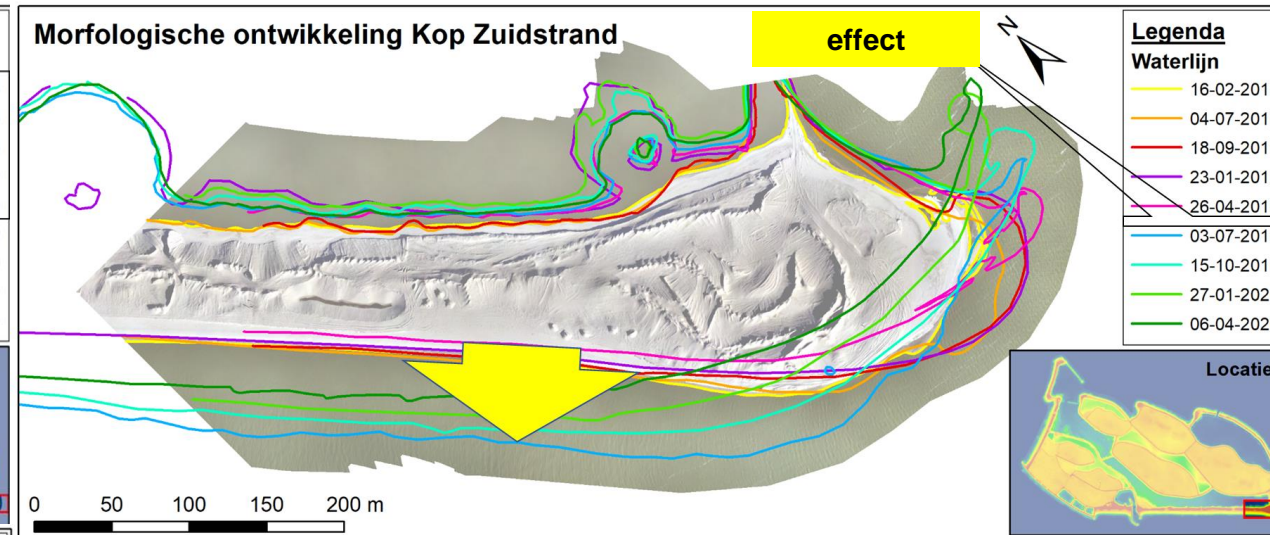 Morfologische ontwikkeling Kop Zuidstrand
effect
N
Legenda
Waterlijn
16-02-201
04-07-201
18-09-201
23-01-201
26-04-201
03-07-201
15-10-201
27-01-202
06-04-202
Locatie
0 50 100 150 200 m